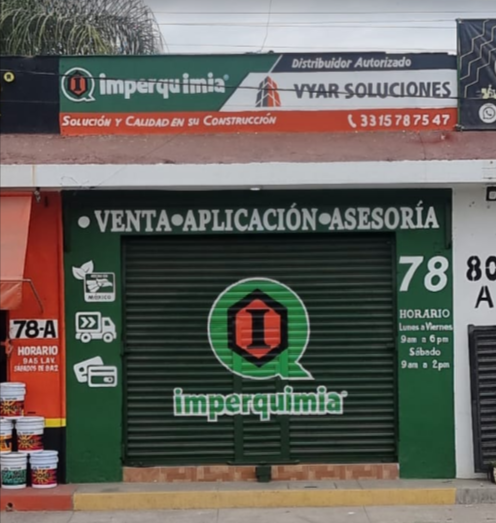 imperquimia®
Distribuidor Autorizado
VYAR SOLUCIONES
SOLUCIÓN Y CALIDAD EN SU CONSTRUCCIÓN
33 15 78 75 47
•VENTA•APLICACIÓN•ASESORÍA
MÉXICO
78
HORARIO
Lunes a Viernes
9am a 6pm
Sábado
9am a 2pm
I
imperquimia®
78-A
HORARIO
80
A